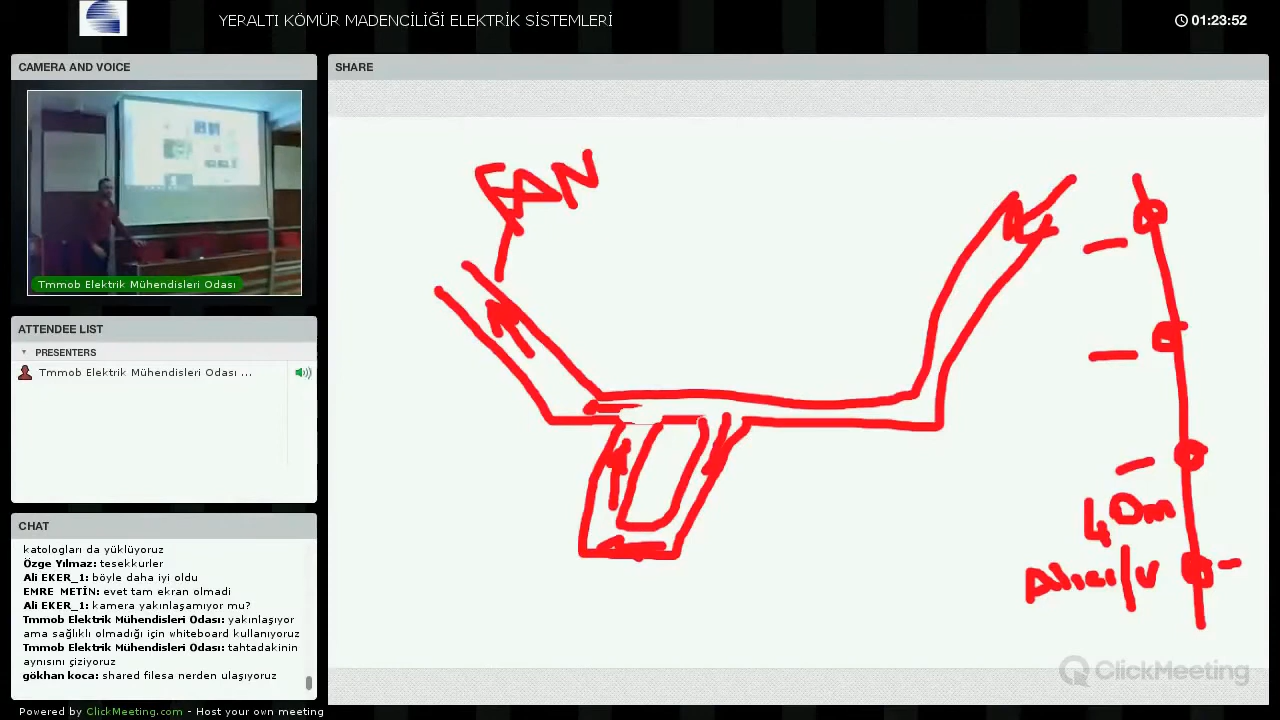 YERALTI KÖMÜR MADENCİLİĞİ ELEKTRİK SİSTEMLERİ
01:23:52
CAMERA AND VOICE
Tmmob Elektrik Mühendisleri Odası
ATTENDEE LIST
PRESENTERS
Tmmob Elektrik Mühendisleri Odası ...
CHAT
katologları da yüklüyoruz
Özge Yılmaz: tesekkurler
Ali EKER_1: böyle daha iyi oldu
EMRE METİN: evet tam ekran olmadi
Ali EKER_1: kamera yakınlaşamıyor mu?
Tmmob Elektrik Mühendisleri Odası: yakınlaşıyor
ama sağlıklı olmadığı için whiteboard kullanıyoruz
Tmmob Elektrik Mühendisleri Odası: tahtadakinin
aynısını çiziyoruz
gökhan koca: shared filesa nerden ulaşıyoruz
Powered by ClickMeeting.com - Host your own meeting
SHARE
FAN
40m
Alıcı/V
ClickMeeting